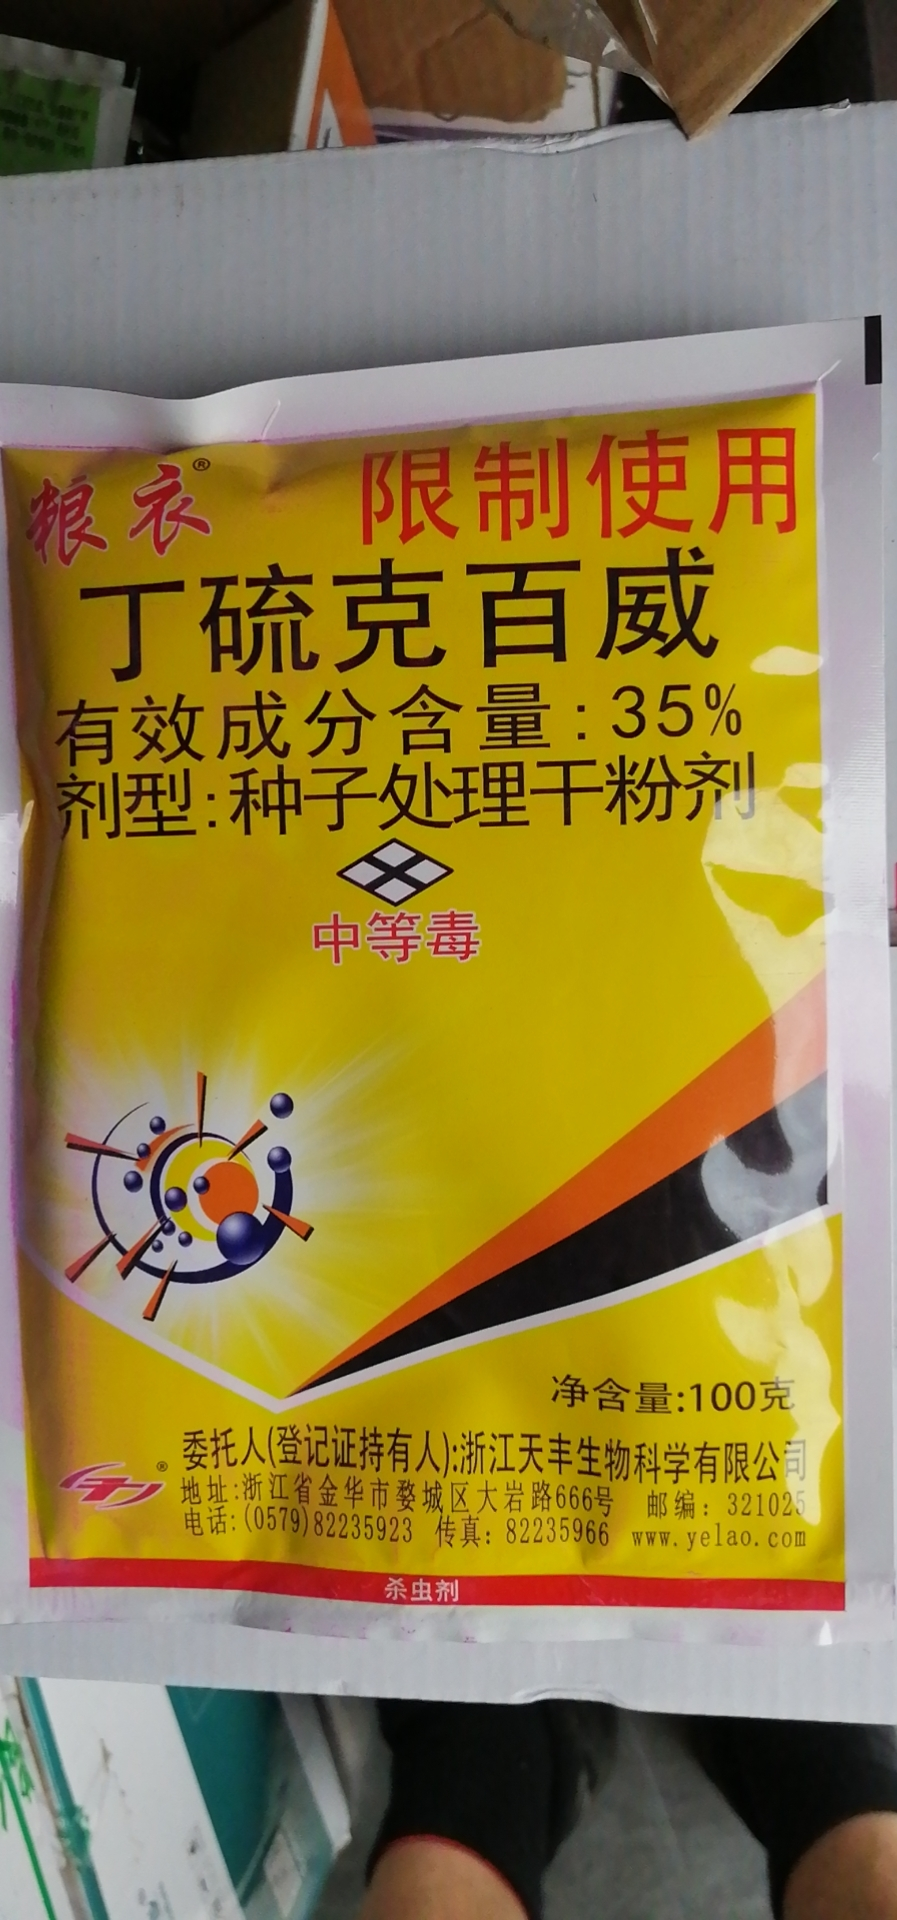 粮衣®
限制使用
丁硫克百威
有效成分含量:35%
剂型:种子处理干粉剂
中等毒
净含量:100克
委托人(登记证持有人):浙江天丰生物科学有限公司
地址:浙江省金华市婺城区大岩路666号 邮编: 321025
电话:(0579)82235923 传真: 82235966 www.yelao.com
®
杀虫剂